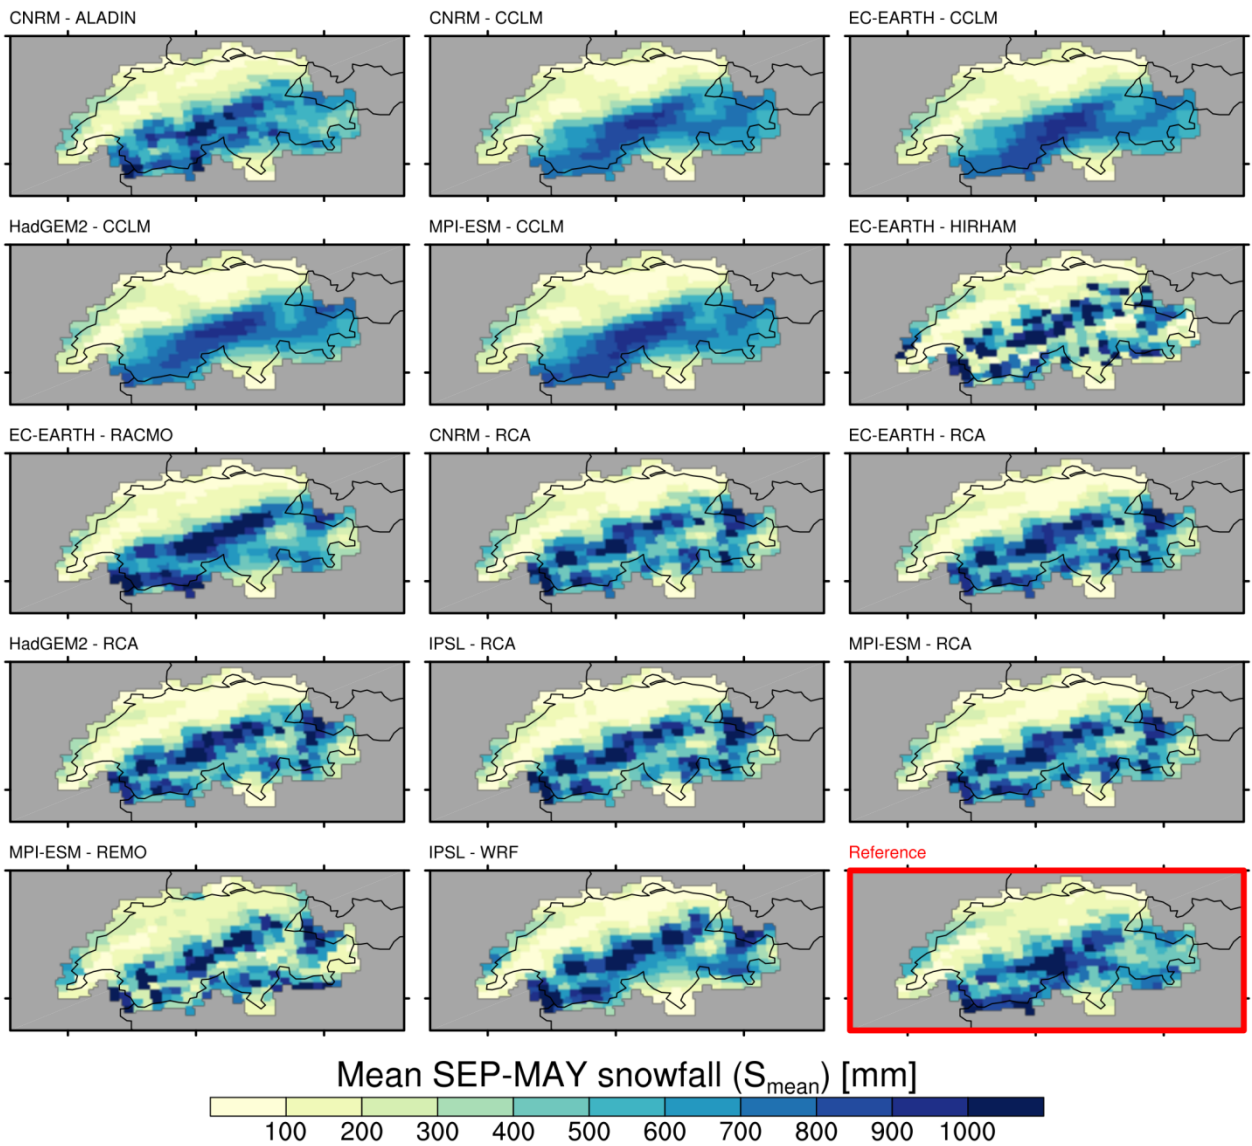 CNRM - ALADIN
CNRM - CCLM
EC-EARTH - CCLM
HadGEM2 - CCLM
MPI-ESM - CCLM
EC-EARTH - HIRHAM
EC-EARTH - RACMO
CNRM - RCA
EC-EARTH - RCA
HadGEM2 - RCA
IPSL - RCA
MPI-ESM - RCA
MPI-ESM - REMO
IPSL - WRF
Reference
Mean SEP-MAY snowfall (Smean) [mm]
100 200 300 400 500 600 700 800 900 1000